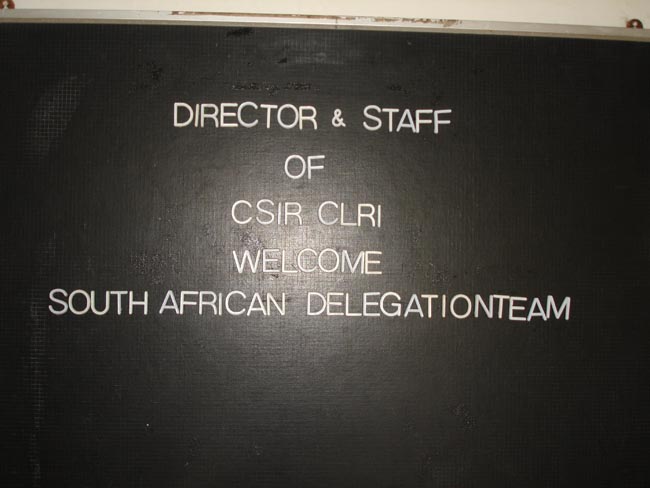 DIRECTOR & STAFF
OF
CSIR CLRI
WELCOME
SOUTH AFRICAN DELEGATIONTEAM